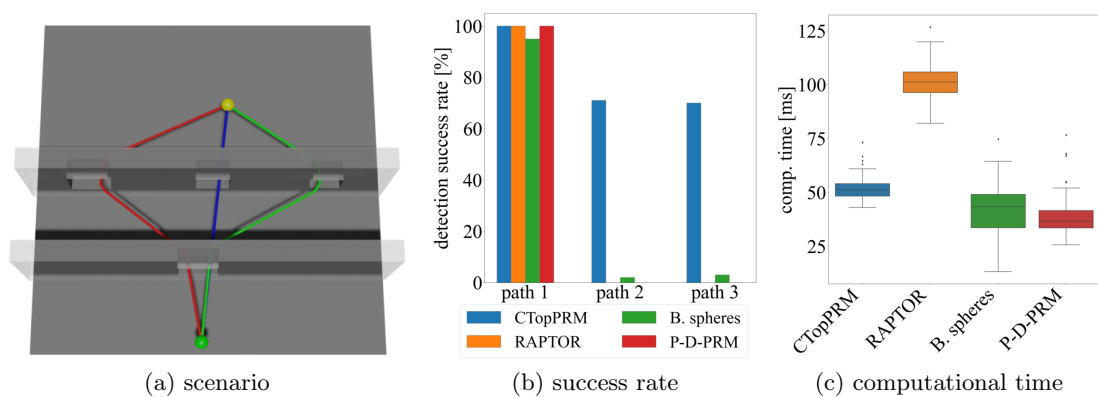 detection success rate [%]
100
80
60
40
20
0
path 1 path 2 path 3
CTopPRM B. spheres
RAPTOR P-D-PRM
comp. time [ms]
125
100
75
50
25
CTopPRM RAPTOR B. spheres P-D-PRM
(a) scenario (b) success rate (c) computational time